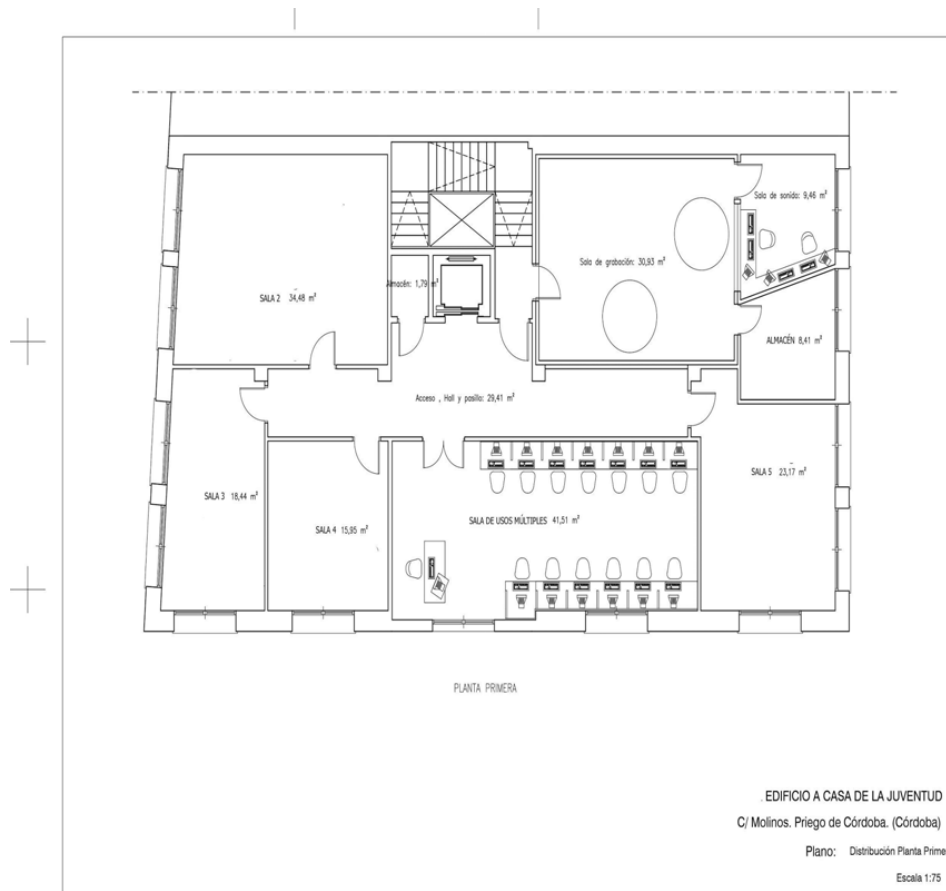 Sala de sonido: 9,46 m²
Sala de grabación: 30,93 m²
Almacén: 1,79 m²
SALA 2 34,48 m²
ALMACÉN 8,41 m²
Acceso , Hall y pasillo: 29,41 m²
SALA 5 23,17 m²
SALA 3 18,44 m²
SALA DE USOS MÚLTIPLES 41,51 m²
SALA 4 15,95 m²
PLANTA PRIMERA
EDIFICIO A CASA DE LA JUVENTUD
C/ Molinos. Priego de Córdoba. (Córdoba)
Plano: Distribución Planta Prime
Escala 1:75